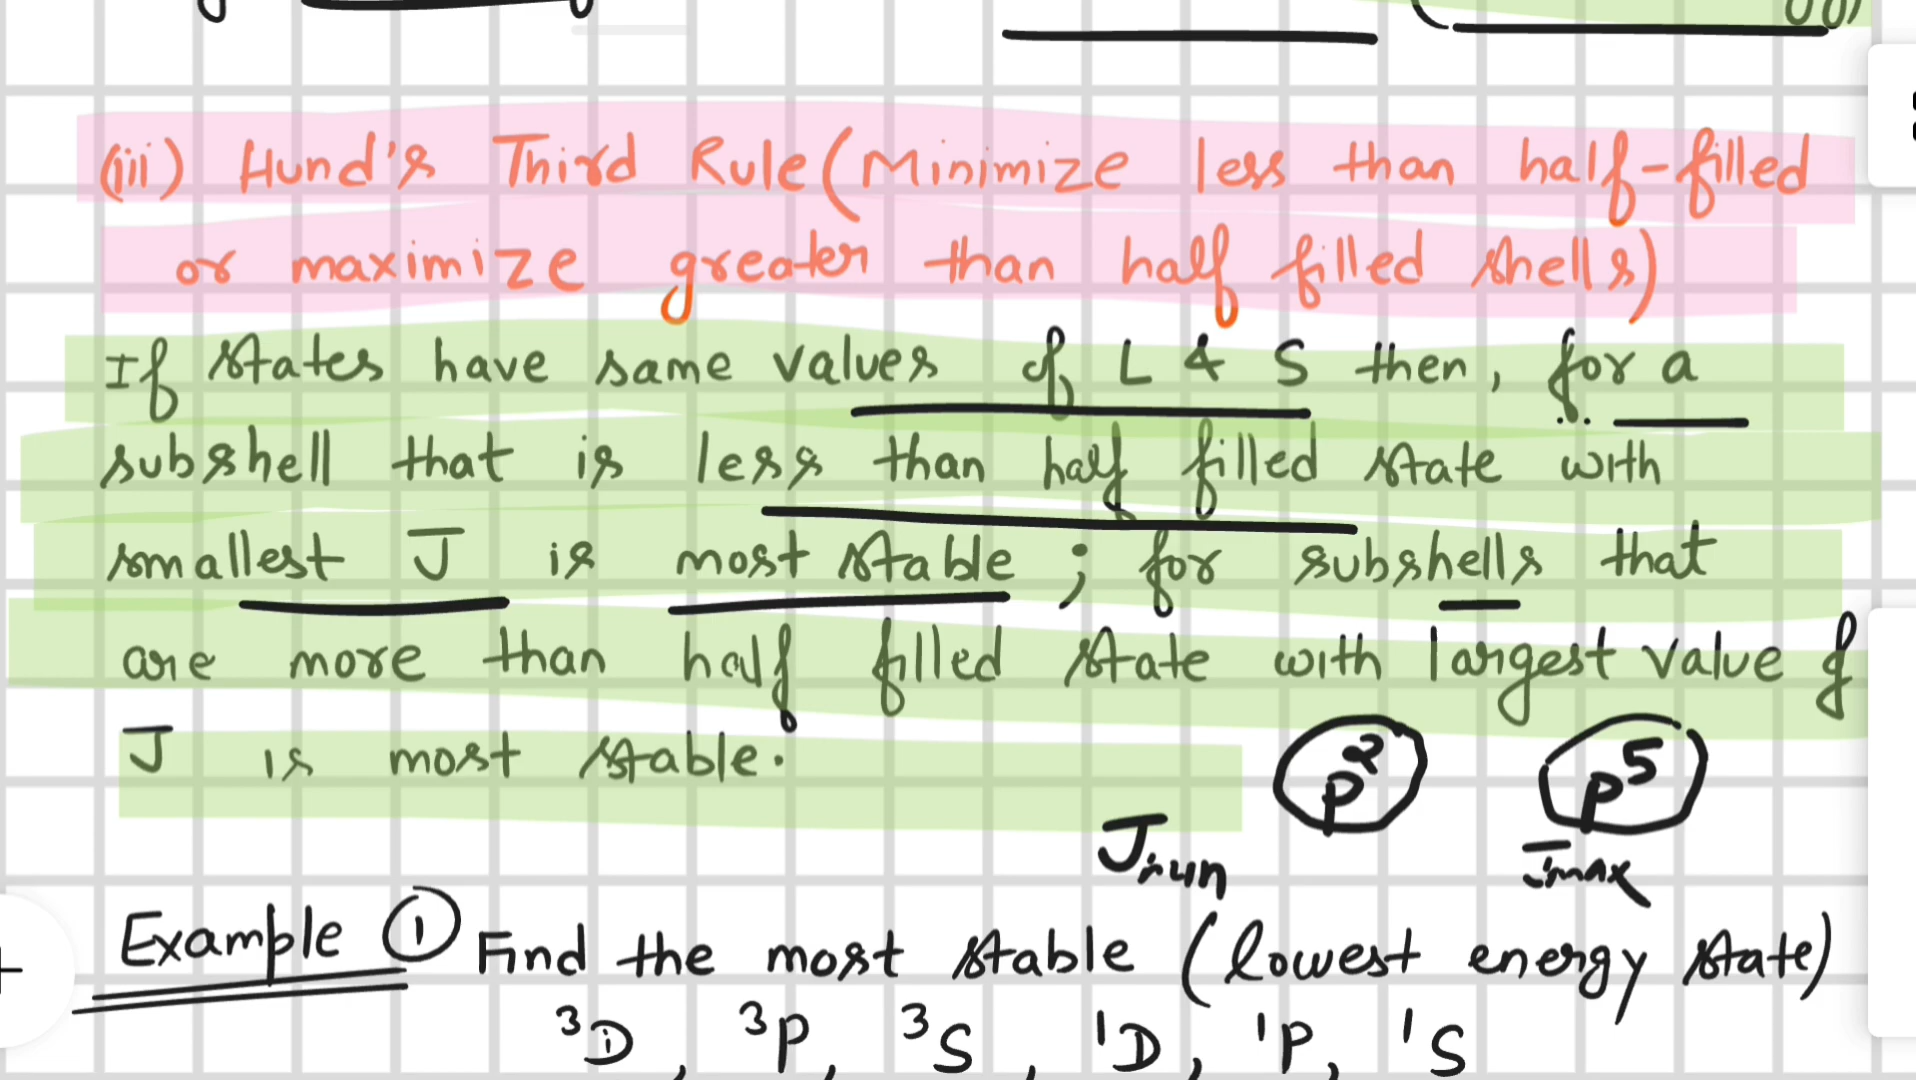 (iii) Hund's Third Rule (Minimize less than half-filled
or maximize greater than half filled shells)
If states have same values of L & S then, for a
subshell that is less than half filled state with
smallest J is most stable ; for subshells that
are more than half filled state with largest value of
J is most stable.
p² p⁵
Jmin Jmax
Example ① Find the most stable (lowest energy state)
³D, ³P, ³S, ¹D, ¹P, ¹S